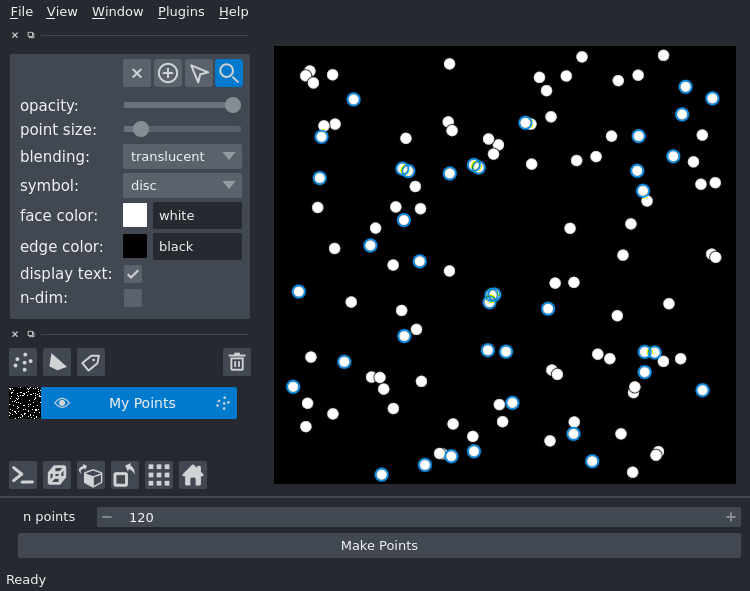 File View Window Plugins Help
opacity:
point size:
blending: translucent
symbol: disc
face color: white
edge color: black
display text:
n-dim:
My Points
n points 120
Make Points
Ready